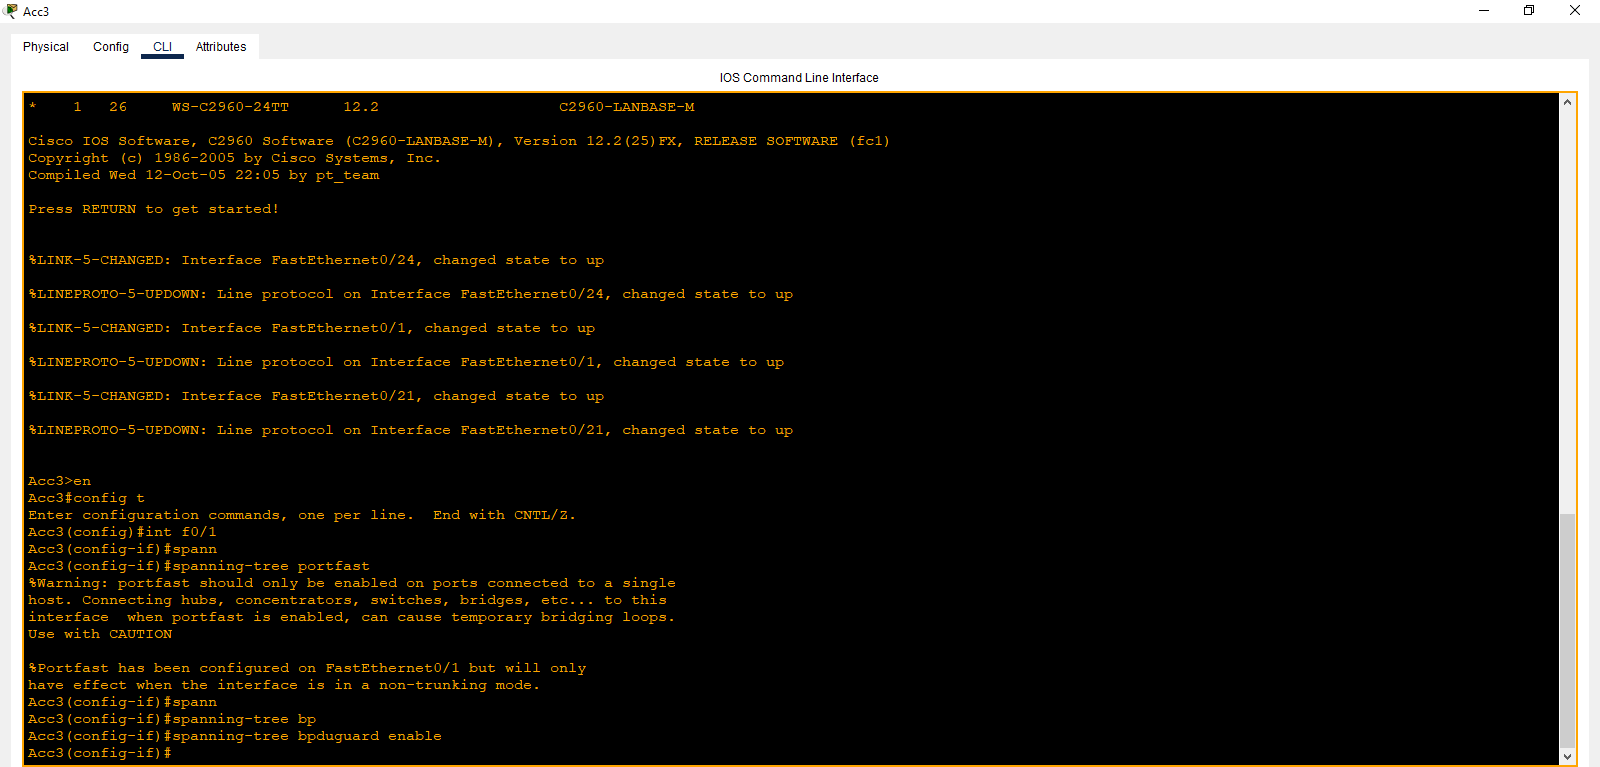 Acc3
Physical Config CLI Attributes
IOS Command Line Interface
* 1 26 WS-C2960-24TT 12.2 C2960-LANBASE-M
Cisco IOS Software, C2960 Software (C2960-LANBASE-M), Version 12.2(25)FX, RELEASE SOFTWARE (fc1)
Copyright (c) 1986-2005 by Cisco Systems, Inc.
Compiled Wed 12-Oct-05 22:05 by pt_team
Press RETURN to get started!
%LINK-5-CHANGED: Interface FastEthernet0/24, changed state to up
%LINEPROTO-5-UPDOWN: Line protocol on Interface FastEthernet0/24, changed state to up
%LINK-5-CHANGED: Interface FastEthernet0/1, changed state to up
%LINEPROTO-5-UPDOWN: Line protocol on Interface FastEthernet0/1, changed state to up
%LINK-5-CHANGED: Interface FastEthernet0/21, changed state to up
%LINEPROTO-5-UPDOWN: Line protocol on Interface FastEthernet0/21, changed state to up
Acc3>en
Acc3#config t
Enter configuration commands, one per line.  End with CNTL/Z.
Acc3(config)#int f0/1
Acc3(config-if)#spann
Acc3(config-if)#spanning-tree portfast
%Warning: portfast should only be enabled on ports connected to a single
host. Connecting hubs, concentrators, switches, bridges, etc... to this
interface  when portfast is enabled, can cause temporary bridging loops.
Use with CAUTION
%Portfast has been configured on FastEthernet0/1 but will only
have effect when the interface is in a non-trunking mode.
Acc3(config-if)#spann
Acc3(config-if)#spanning-tree bp
Acc3(config-if)#spanning-tree bpduguard enable
Acc3(config-if)#